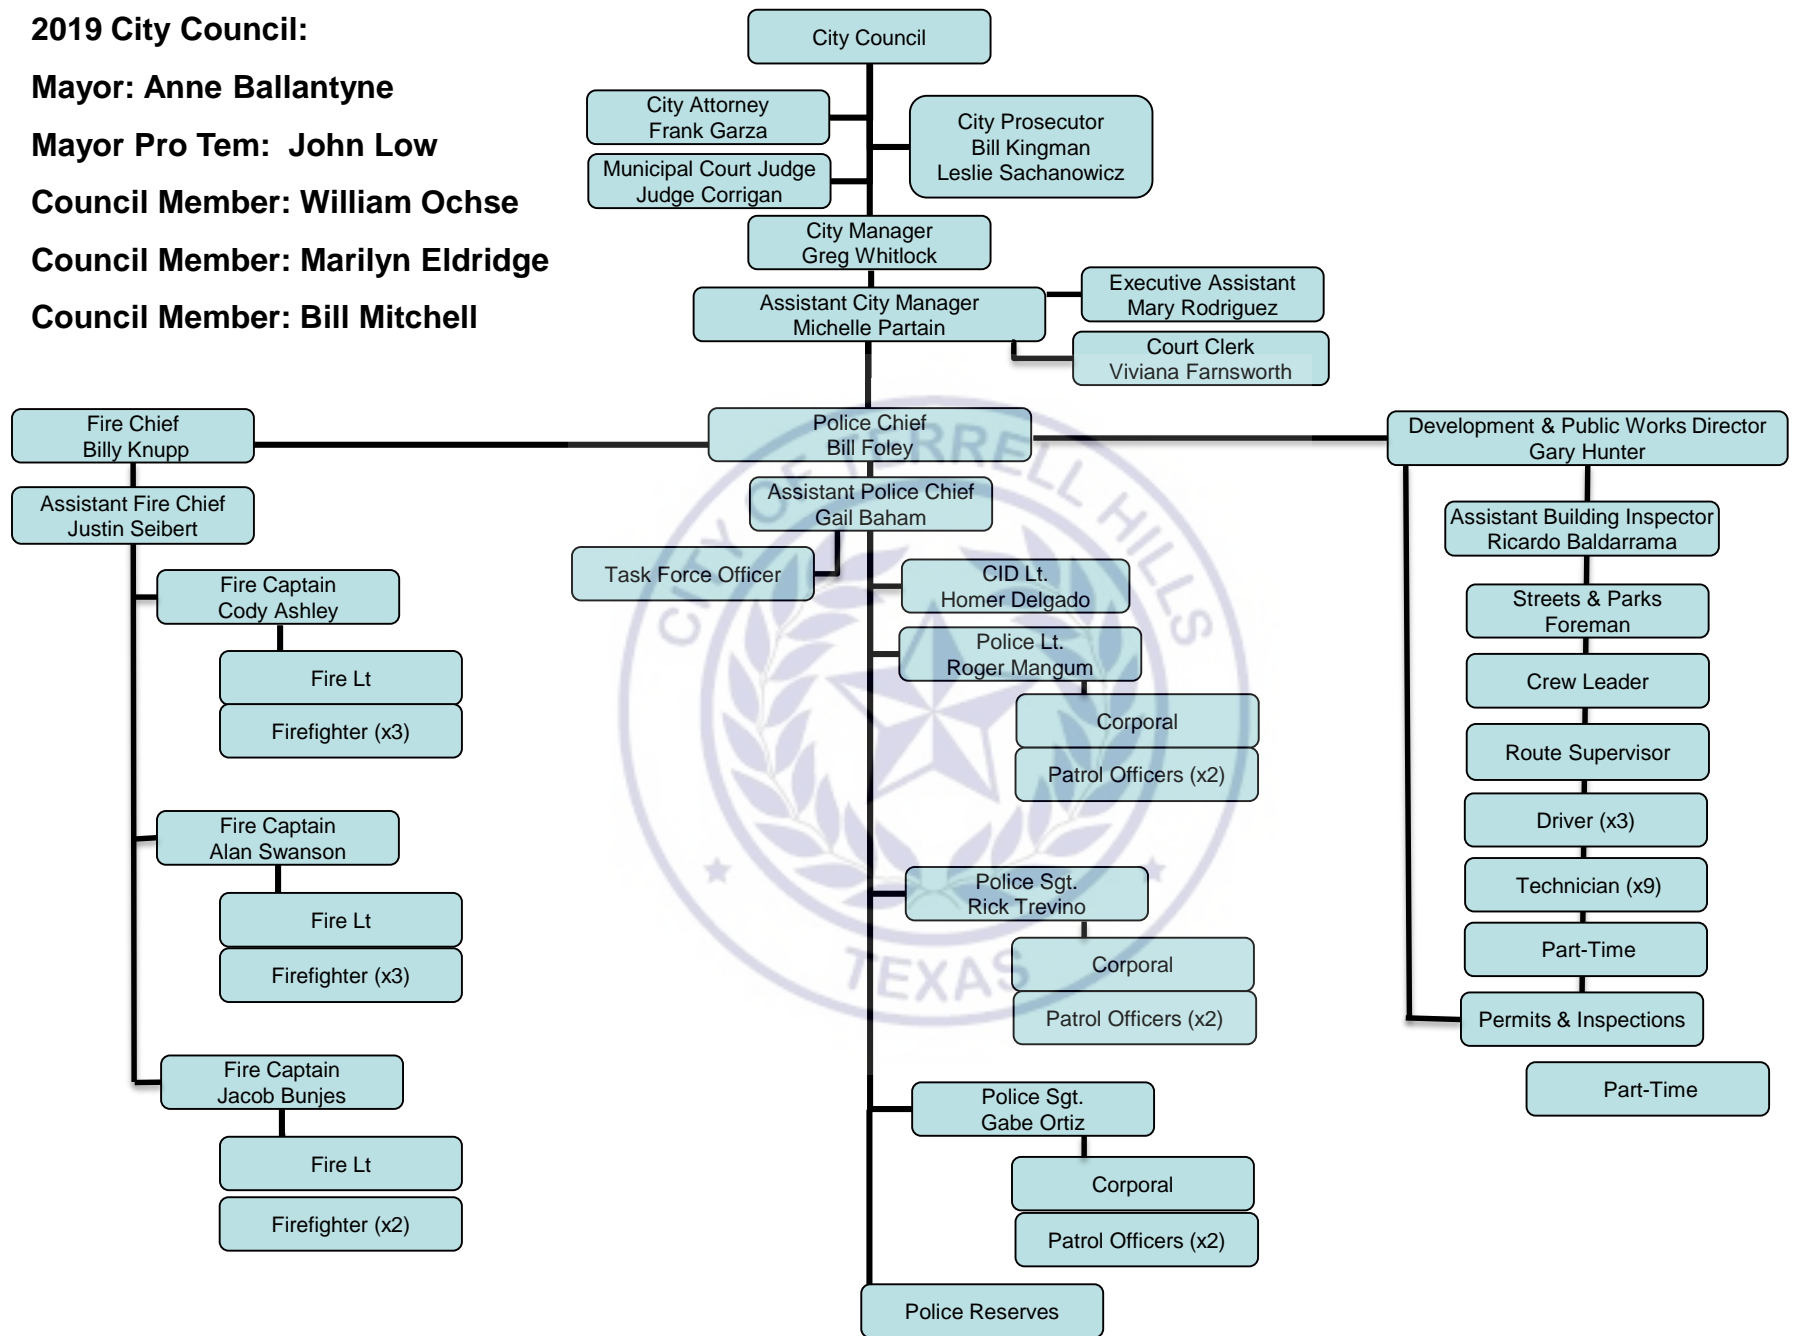 2019 City Council:
Mayor: Anne Ballantyne
Mayor Pro Tem:  John Low
Council Member: William Ochse
Council Member: Marilyn Eldridge
Council Member: Bill Mitchell
City Council
City Attorney
Frank Garza
City Prosecutor
Bill Kingman
Leslie Sachanowicz
Municipal Court Judge
Judge Corrigan
City Manager
Greg Whitlock
Assistant City Manager
Michelle Partain
Executive Assistant
Mary Rodriguez
Court Clerk
Viviana Farnsworth
Fire Chief
Billy Knupp
Assistant Fire Chief
Justin Seibert
Fire Captain
Cody Ashley
Fire Lt
Firefighter (x3)
Fire Captain
Alan Swanson
Fire Lt
Firefighter (x3)
Fire Captain
Jacob Bunjes
Fire Lt
Firefighter (x2)
Police Chief
Bill Foley
Assistant Police Chief
Gail Baham
Task Force Officer
CID Lt.
Homer Delgado
Police Lt.
Roger Mangum
Corporal
Patrol Officers (x2)
Police Sgt.
Rick Trevino
Corporal
Patrol Officers (x2)
Police Sgt.
Gabe Ortiz
Corporal
Patrol Officers (x2)
Police Reserves
Development & Public Works Director
Gary Hunter
Assistant Building Inspector
Ricardo Baldarrama
Streets & Parks
Foreman
Crew Leader
Route Supervisor
Driver (x3)
Technician (x9)
Part-Time
Permits & Inspections
Part-Time
CITY OF TERRELL HILLS
TEXAS